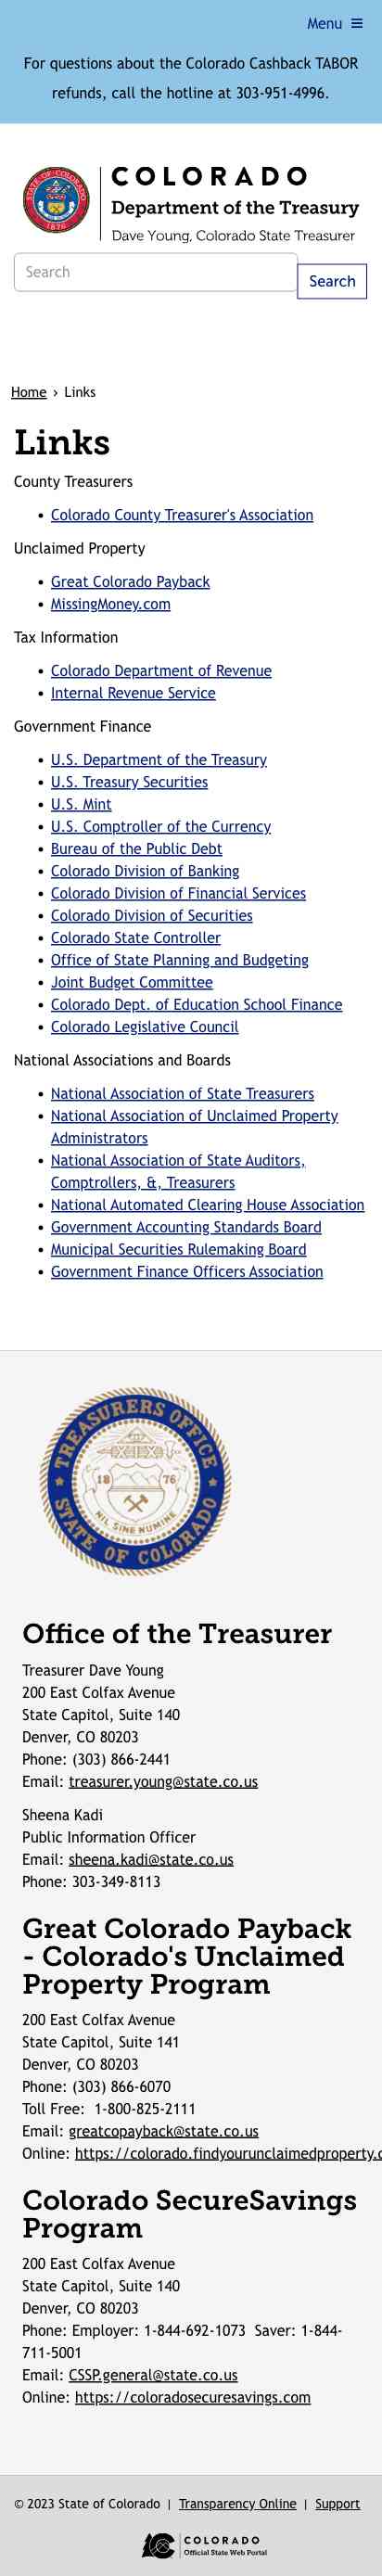 Menu ≡
For questions about the Colorado Cashback TABOR
refunds, call the hotline at 303-951-4996.
STATE OF COLORADO
1876
COLORADO
Department of the Treasury
Dave Young, Colorado State Treasurer
Search
Search
Home › Links
Links
County Treasurers
• Colorado County Treasurer's Association
Unclaimed Property
• Great Colorado Payback
• MissingMoney.com
Tax Information
• Colorado Department of Revenue
• Internal Revenue Service
Government Finance
• U.S. Department of the Treasury
• U.S. Treasury Securities
• U.S. Mint
• U.S. Comptroller of the Currency
• Bureau of the Public Debt
• Colorado Division of Banking
• Colorado Division of Financial Services
• Colorado Division of Securities
• Colorado State Controller
• Office of State Planning and Budgeting
• Joint Budget Committee
• Colorado Dept. of Education School Finance
• Colorado Legislative Council
National Associations and Boards
• National Association of State Treasurers
• National Association of Unclaimed Property
Administrators
• National Association of State Auditors,
Comptrollers, &, Treasurers
• National Automated Clearing House Association
• Government Accounting Standards Board
• Municipal Securities Rulemaking Board
• Government Finance Officers Association
TREASURERS OFFICE
18 76
NIL SINE NUMINE
STATE OF COLORADO
Office of the Treasurer
Treasurer Dave Young
200 East Colfax Avenue
State Capitol, Suite 140
Denver, CO 80203
Phone: (303) 866-2441
Email: treasurer.young@state.co.us
Sheena Kadi
Public Information Officer
Email: sheena.kadi@state.co.us
Phone: 303-349-8113
Great Colorado Payback
- Colorado's Unclaimed
Property Program
200 East Colfax Avenue
State Capitol, Suite 141
Denver, CO 80203
Phone: (303) 866-6070
Toll Free:  1-800-825-2111
Email: greatcopayback@state.co.us
Online: https://colorado.findyourunclaimedproperty.c
Colorado SecureSavings
Program
200 East Colfax Avenue
State Capitol, Suite 140
Denver, CO 80203
Phone: Employer: 1-844-692-1073  Saver: 1-844-
711-5001
Email: CSSP.general@state.co.us
Online: https://coloradosecuresavings.com
© 2023 State of Colorado | Transparency Online | Support
COLORADO
Official State Web Portal